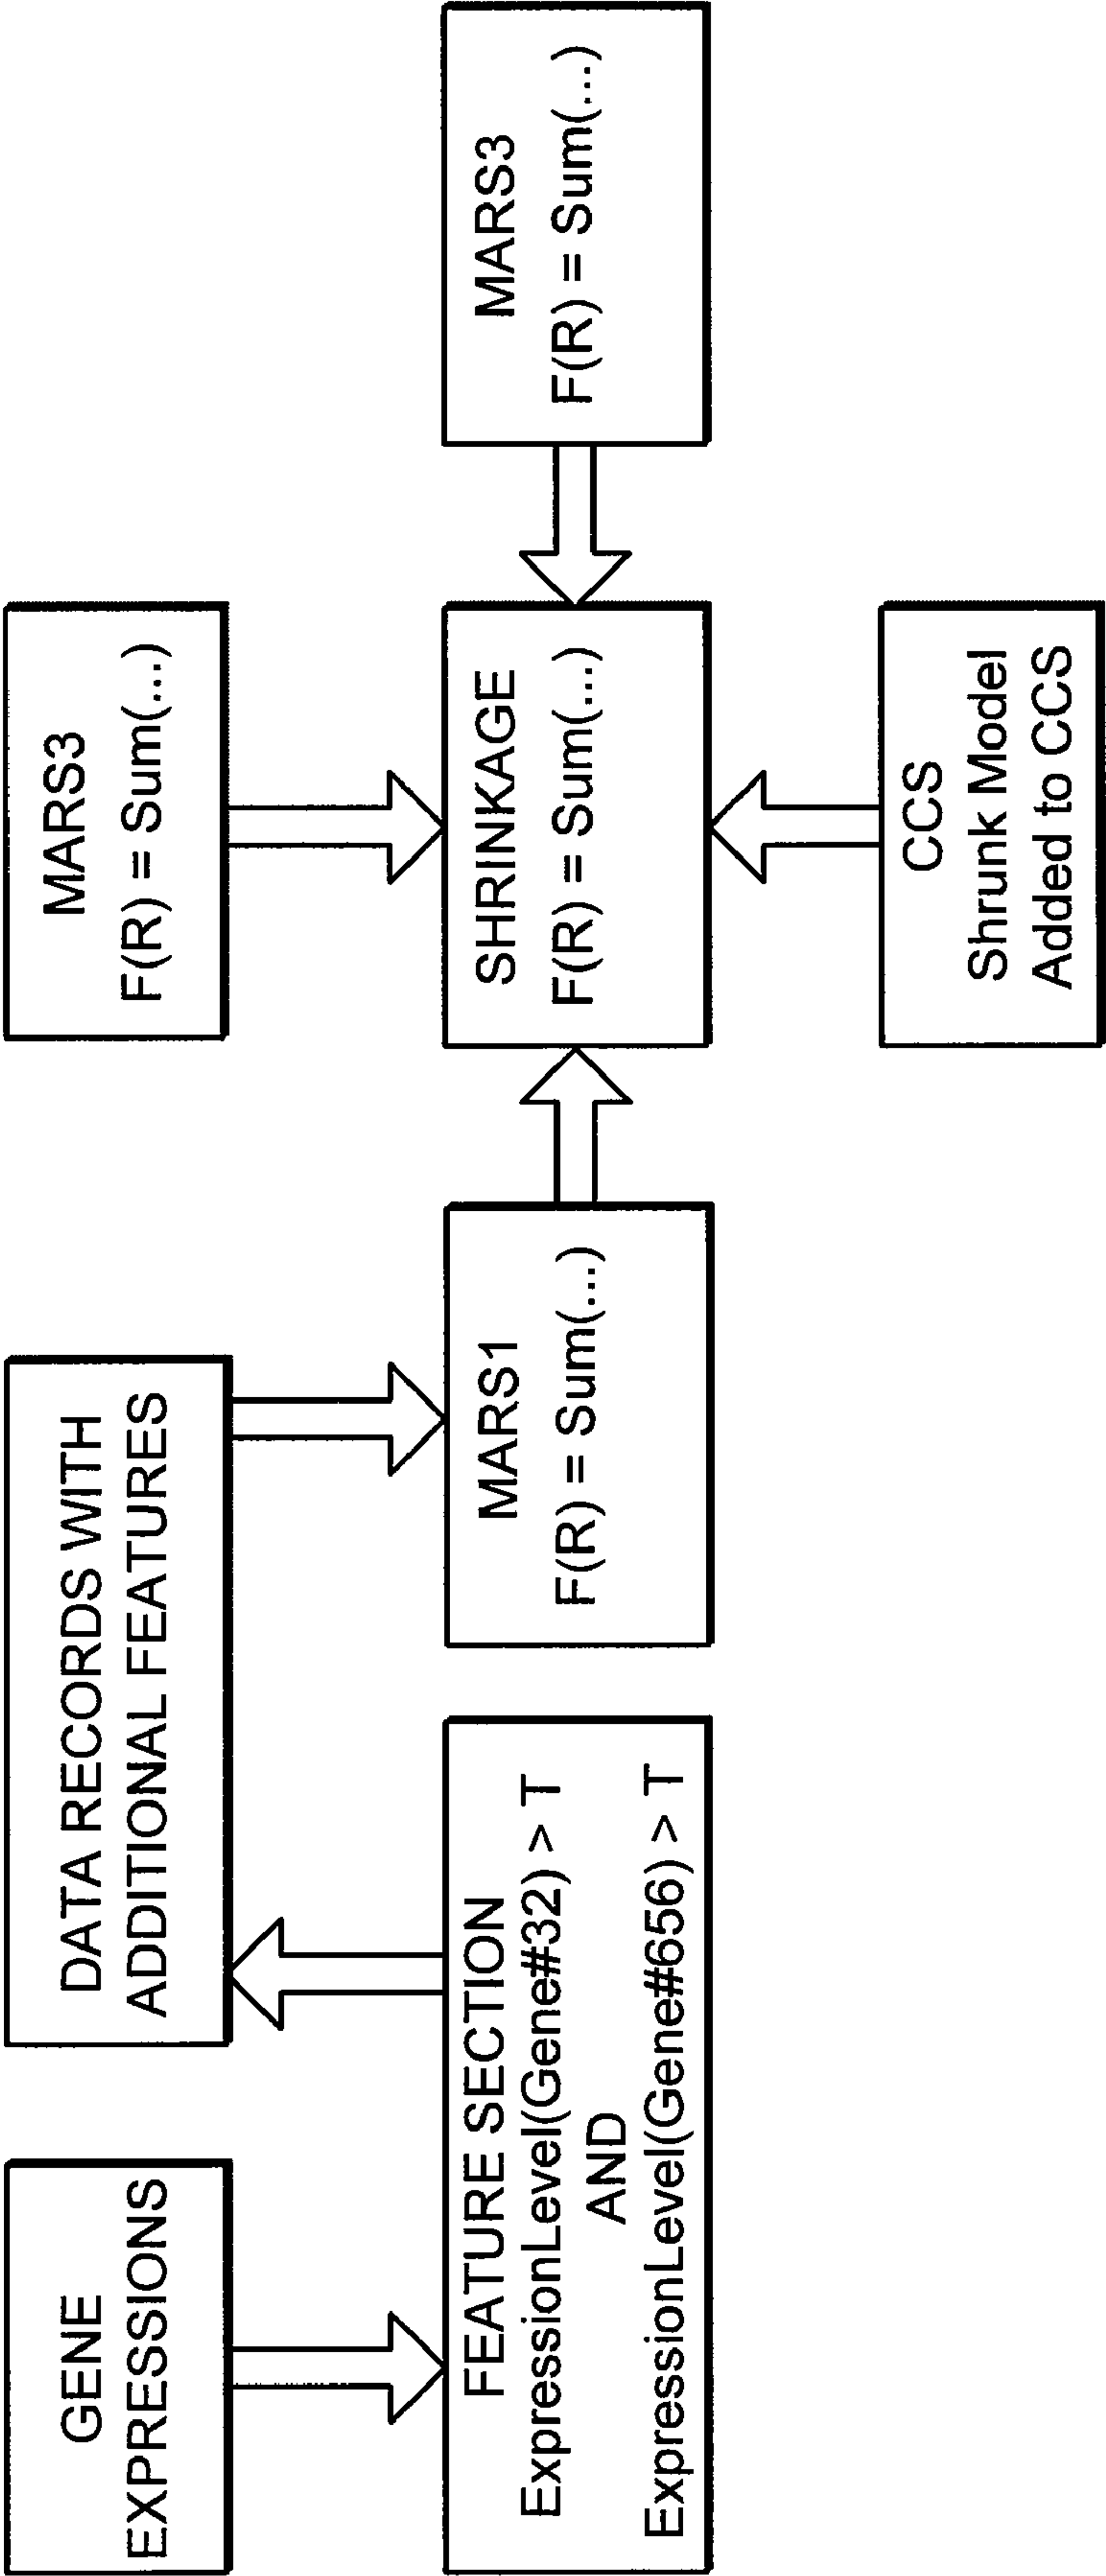 GENE
EXPRESSIONS
FEATURE SECTION
ExpressionLevel(Gene#32) > T
AND
ExpressionLevel(Gene#656) > T
DATA RECORDS WITH
ADDITIONAL FEATURES
MARS1
F(R) = Sum(...)
MARS3
F(R) = Sum(...)
SHRINKAGE
F(R) = Sum(...)
CCS
Shrunk Model
Added to CCS
MARS3
F(R) = Sum(...)